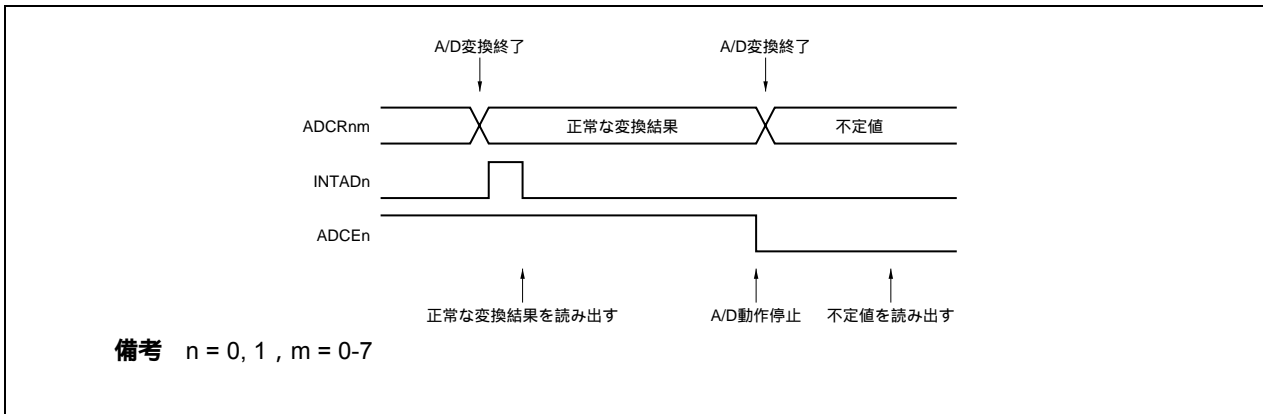 A/D変換終了 A/D変換終了
ADCRnm 正常な変換結果 不定値
INTADn
ADCEn
正常な変換結果を読み出す A/D動作停止 不定値を読み出す
備考 n = 0, 1 , m = 0-7